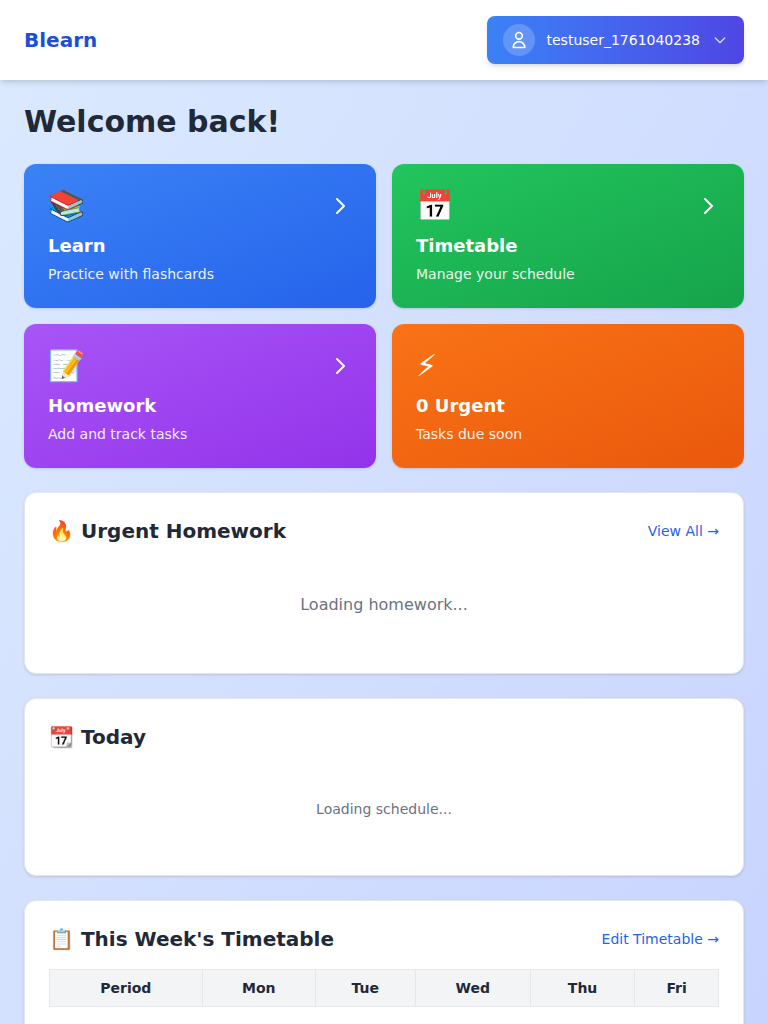 Blearn
testuser_1761040238
Welcome back!
Learn
Practice with flashcards
July
17
Timetable
Manage your schedule
Homework
Add and track tasks
0 Urgent
Tasks due soon
Urgent Homework
View All →
Loading homework...
July
17
Today
Loading schedule...
This Week's Timetable
Edit Timetable →
Period Mon Tue Wed Thu Fri